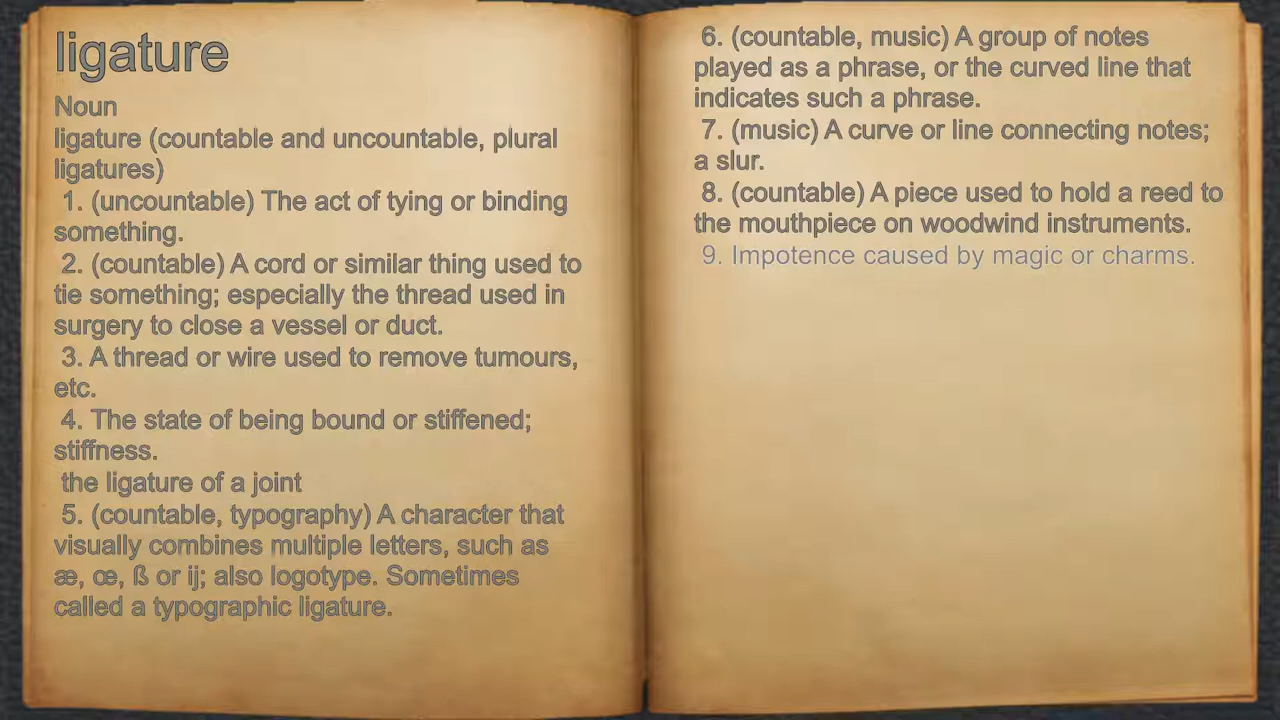 ligature
Noun
ligature (countable and uncountable, plural
ligatures)
1. (uncountable) The act of tying or binding
something.
2. (countable) A cord or similar thing used to
tie something; especially the thread used in
surgery to close a vessel or duct.
3. A thread or wire used to remove tumours,
etc.
4. The state of being bound or stiffened;
stiffness.
the ligature of a joint
5. (countable, typography) A character that
visually combines multiple letters, such as
æ, œ, ß or ij; also logotype. Sometimes
called a typographic ligature.
6. (countable, music) A group of notes
played as a phrase, or the curved line that
indicates such a phrase.
7. (music) A curve or line connecting notes;
a slur.
8. (countable) A piece used to hold a reed to
the mouthpiece on woodwind instruments.
9. Impotence caused by magic or charms.